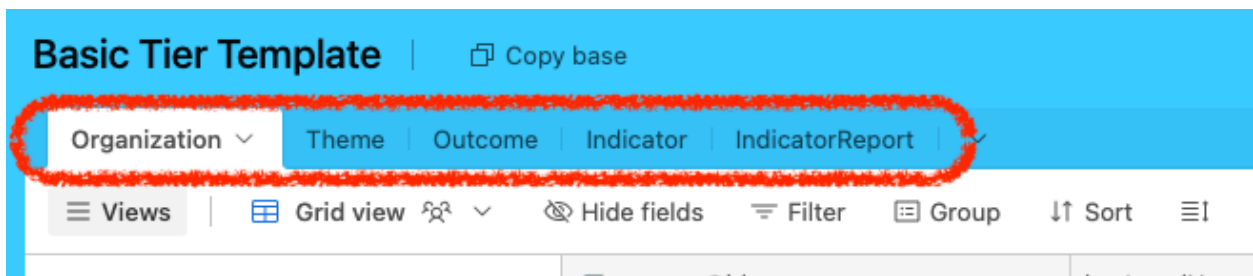 Basic Tier Template Copy base
Organization Theme Outcome Indicator IndicatorReport
Views Grid view Hide fields Filter Group Sort